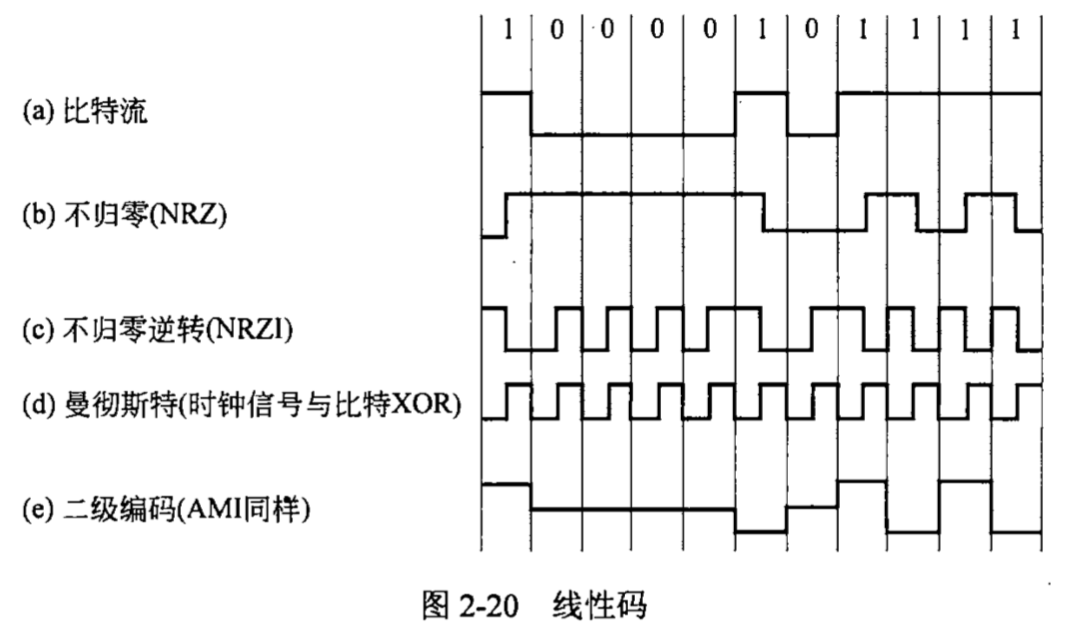 1 0 0 0 0 1 0 1 1 1 1
(a) 比特流
(b) 不归零(NRZ)
(c) 不归零逆转(NRZI)
(d) 曼彻斯特(时钟信号与比特XOR)
(e) 二级编码(AMI同样)
图 2-20 线性码